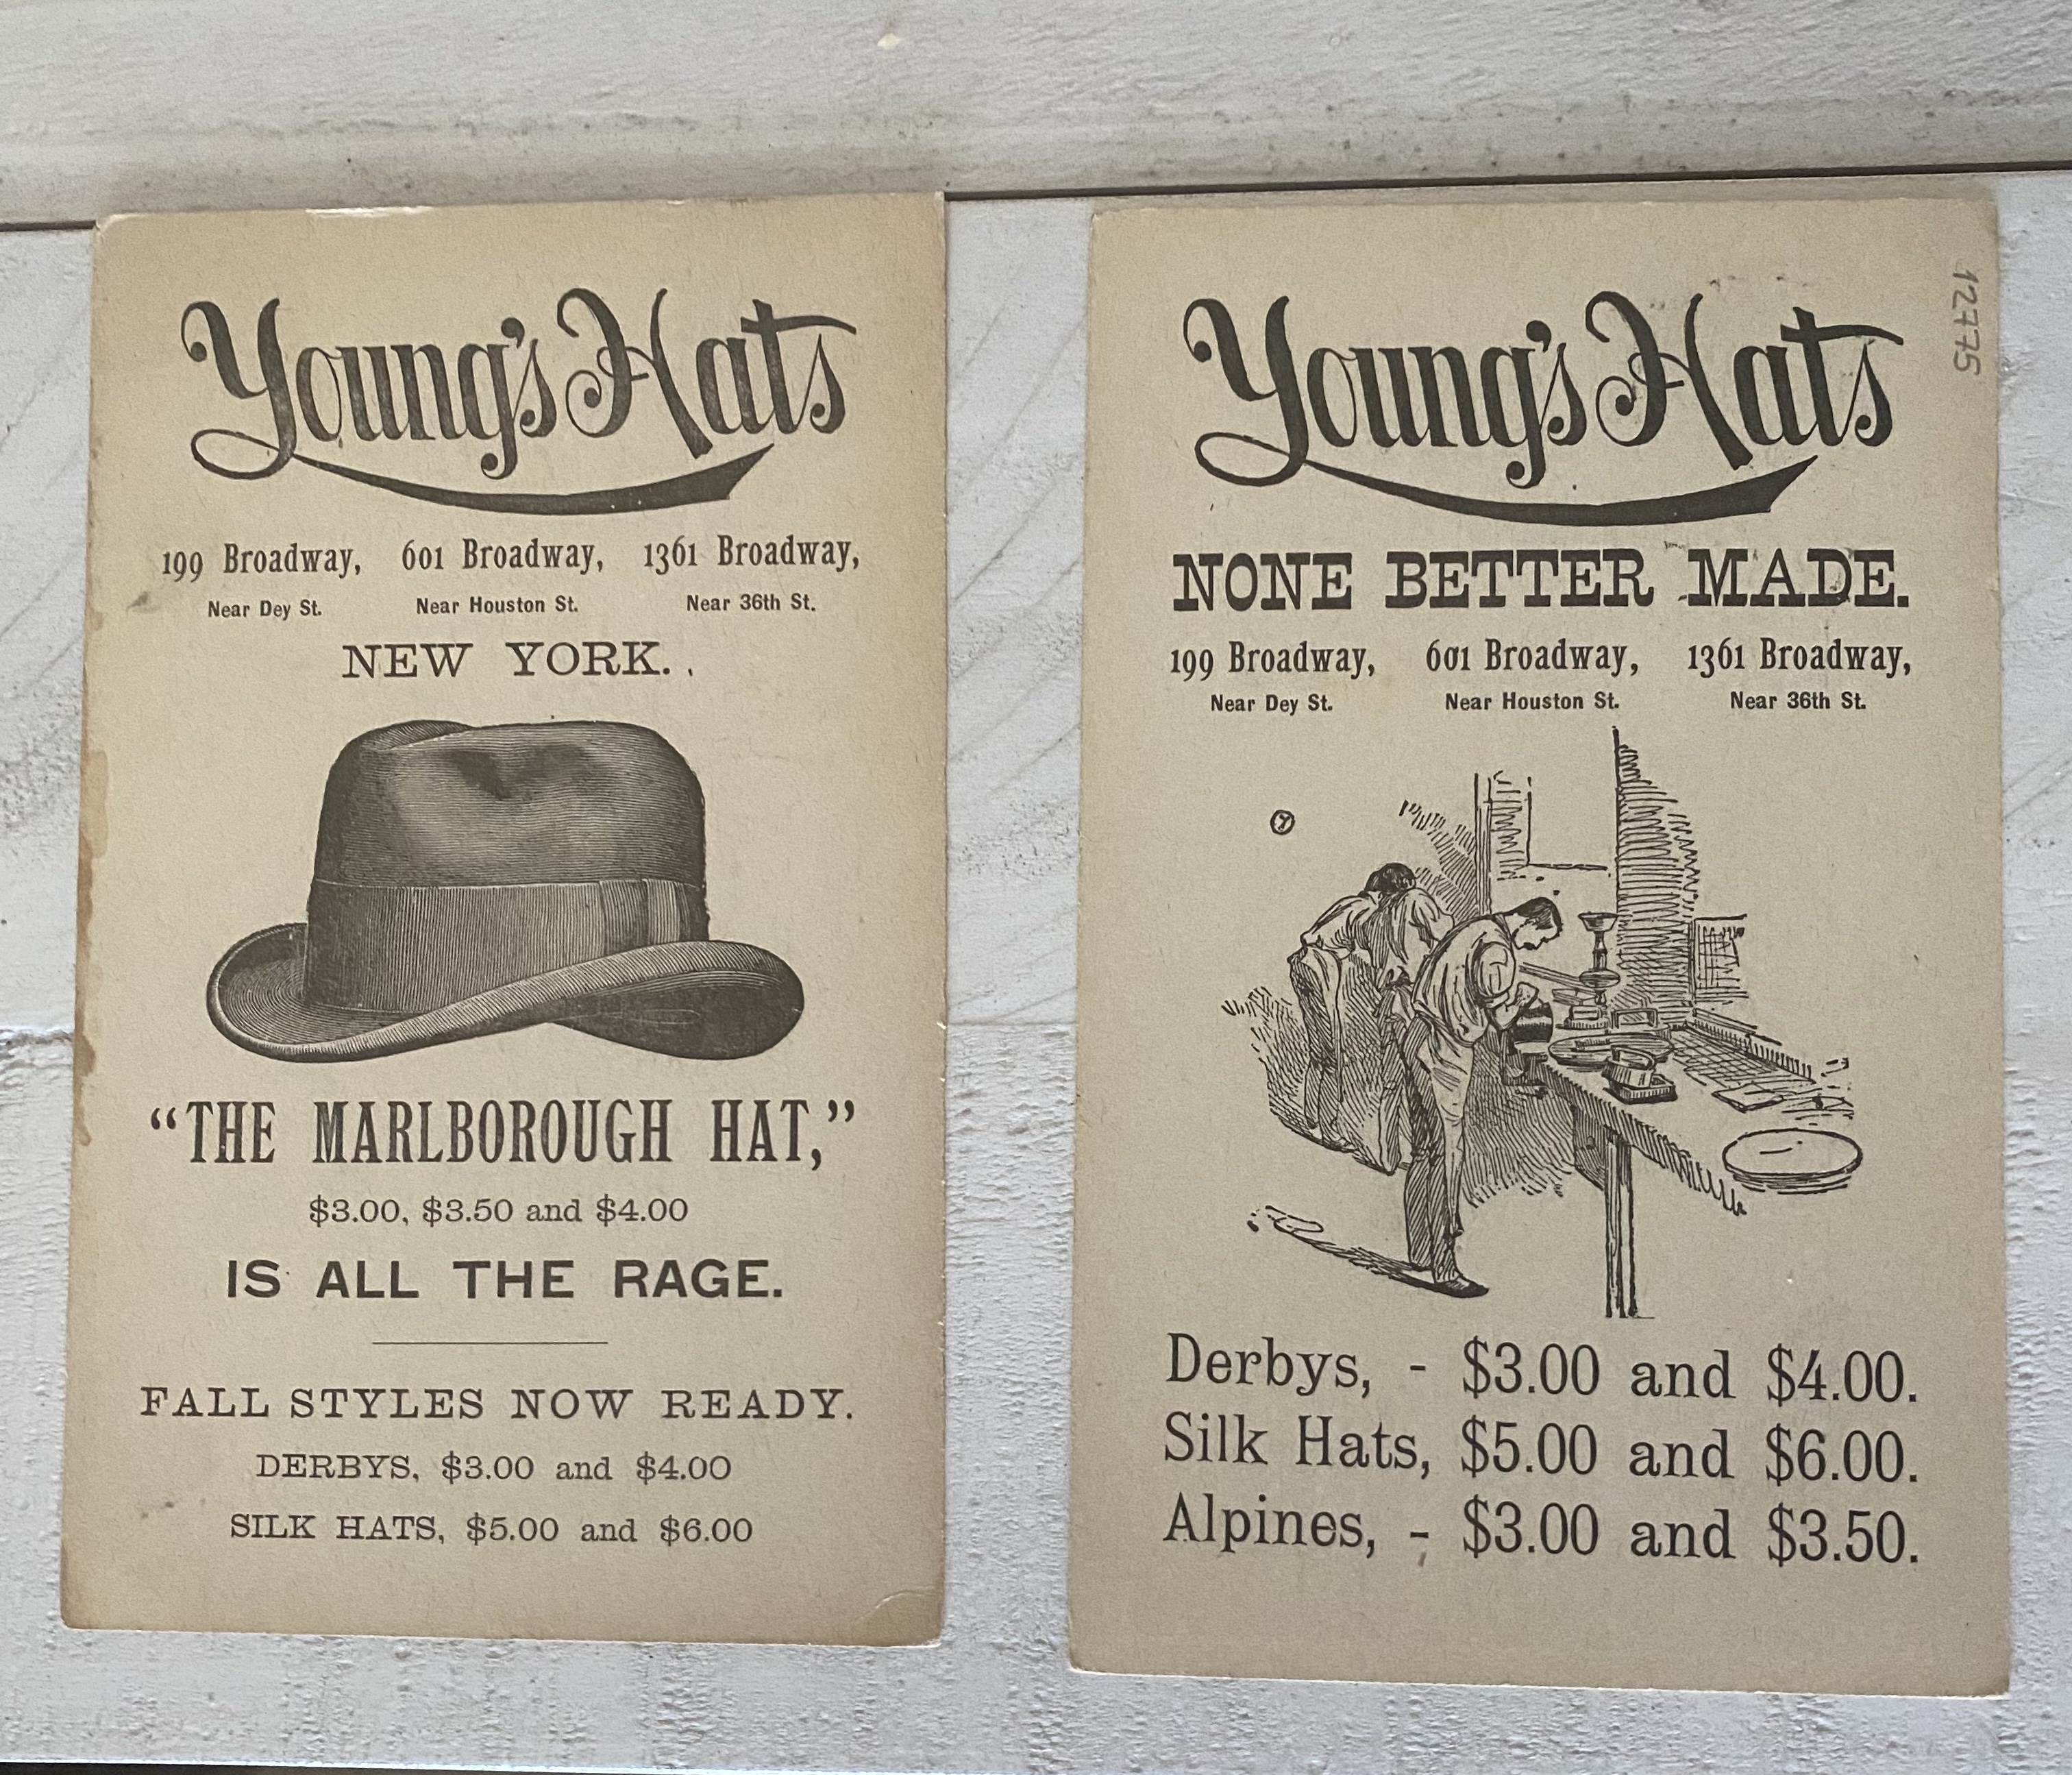 Young's Hats
199 Broadway, 601 Broadway, 1361 Broadway,
Near Dey St. Near Houston St. Near 36th St.
NEW YORK.
"THE MARLBOROUGH HAT,"
$3.00, $3.50 and $4.00
IS ALL THE RAGE.
FALL STYLES NOW READY.
DERBYS, $3.00 and $4.00
SILK HATS, $5.00 and $6.00
Young's Hats
NONE BETTER MADE.
199 Broadway, 601 Broadway, 1361 Broadway,
Near Dey St. Near Houston St. Near 36th St.
Derbys, - $3.00 and $4.00.
Silk Hats, $5.00 and $6.00.
Alpines, - $3.00 and $3.50.
12775